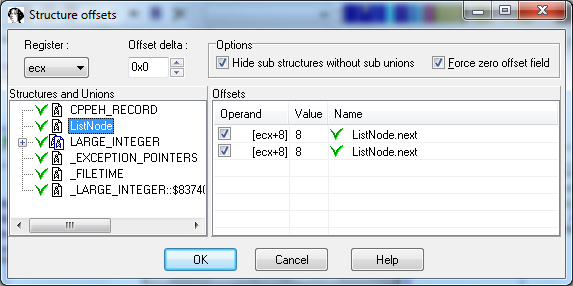 Structure offsets
Register :
Offset delta :
Options
ecx
0x0
Hide sub structures without sub unions
Force zero offset field
Structures and Unions
CPPEH_RECORD
ListNode
LARGE_INTEGER
_EXCEPTION_POINTERS
_FILETIME
_LARGE_INTEGER::$8374
Offsets
Operand Value Name
[ecx+8] 8 ListNode.next
[ecx+8] 8 ListNode.next
OK
Cancel
Help